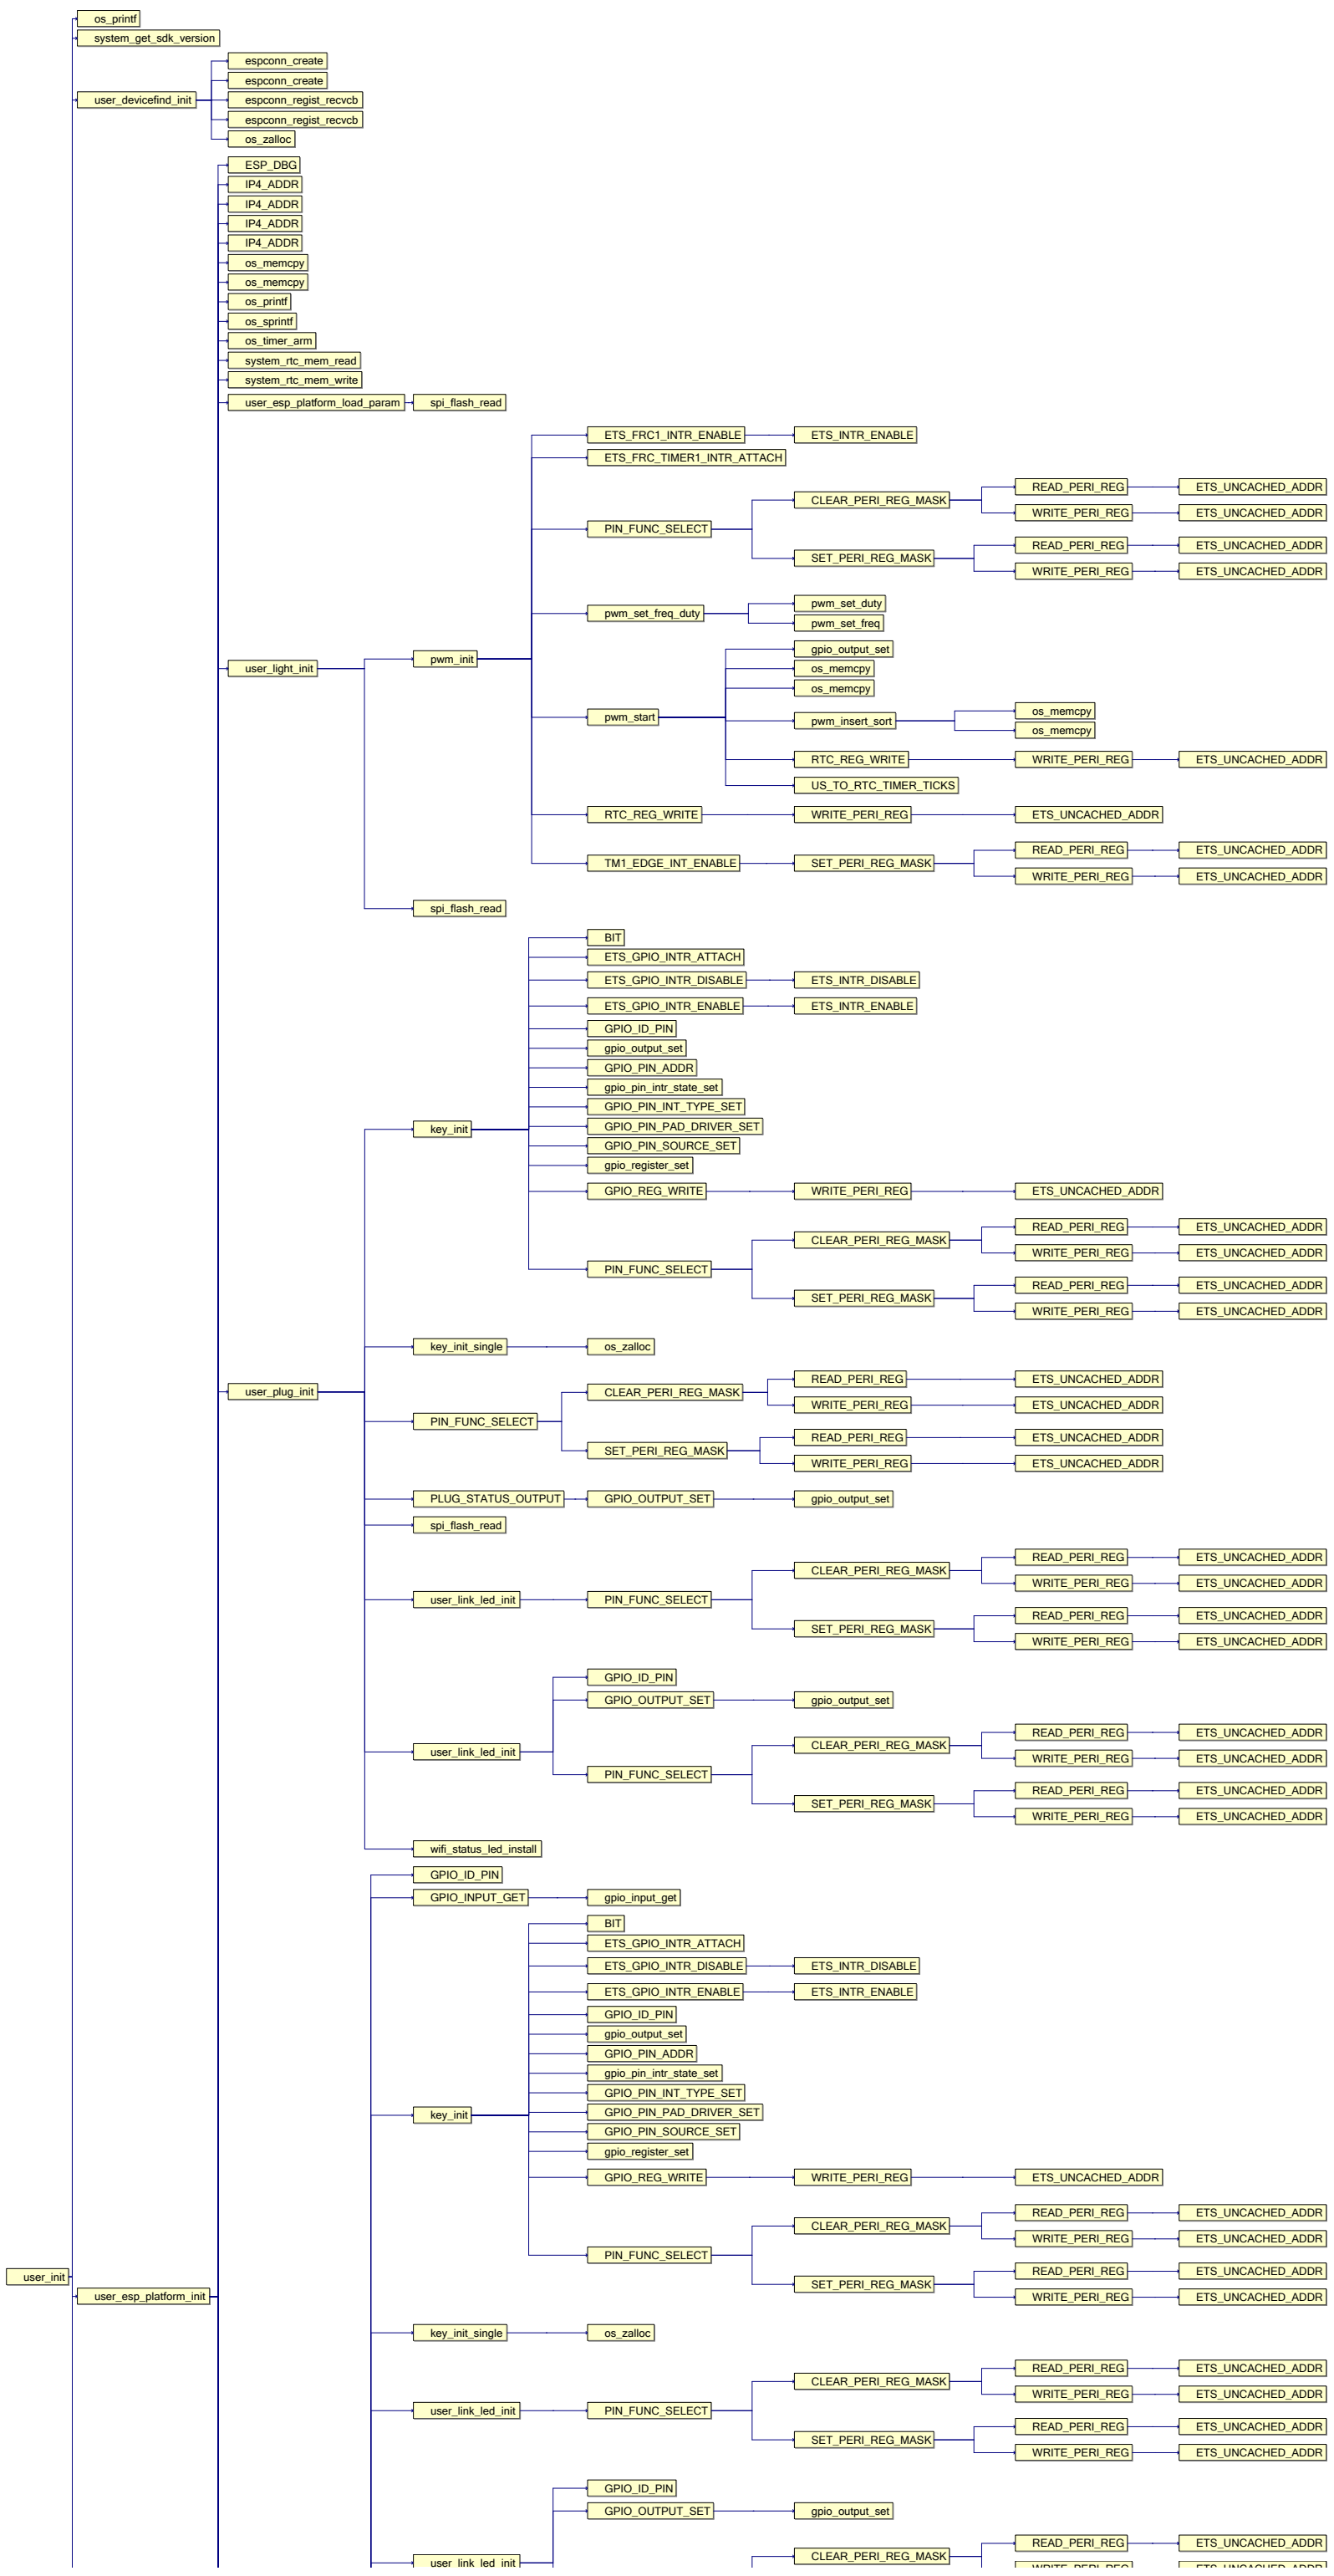 os_printf
system_get_sdk_version
espconn_create
espconn_create
user_devicefind_init
espconn_regist_recvcb
espconn_regist_recvcb
os_zalloc
ESP_DBG
IP4_ADDR
IP4_ADDR
IP4_ADDR
IP4_ADDR
os_memcpy
os_memcpy
os_printf
os_sprintf
os_timer_arm
system_rtc_mem_read
system_rtc_mem_write
user_esp_platform_load_param spi_flash_read
ETS_FRC1_INTR_ENABLE ETS_INTR_ENABLE
ETS_FRC_TIMER1_INTR_ATTACH
READ_PERI_REG ETS_UNCACHED_ADDR
CLEAR_PERI_REG_MASK
WRITE_PERI_REG ETS_UNCACHED_ADDR
PIN_FUNC_SELECT
READ_PERI_REG ETS_UNCACHED_ADDR
SET_PERI_REG_MASK
WRITE_PERI_REG ETS_UNCACHED_ADDR
pwm_set_duty
pwm_set_freq_duty
pwm_set_freq
gpio_output_set
pwm_init
user_light_init os_memcpy
os_memcpy
os_memcpy
pwm_start
pwm_insert_sort
os_memcpy
RTC_REG_WRITE WRITE_PERI_REG ETS_UNCACHED_ADDR
US_TO_RTC_TIMER_TICKS
RTC_REG_WRITE WRITE_PERI_REG ETS_UNCACHED_ADDR
READ_PERI_REG ETS_UNCACHED_ADDR
TM1_EDGE_INT_ENABLE SET_PERI_REG_MASK
WRITE_PERI_REG ETS_UNCACHED_ADDR
spi_flash_read
BIT
ETS_GPIO_INTR_ATTACH
ETS_GPIO_INTR_DISABLE ETS_INTR_DISABLE
ETS_GPIO_INTR_ENABLE ETS_INTR_ENABLE
GPIO_ID_PIN
gpio_output_set
GPIO_PIN_ADDR
gpio_pin_intr_state_set
GPIO_PIN_INT_TYPE_SET
key_init GPIO_PIN_PAD_DRIVER_SET
GPIO_PIN_SOURCE_SET
gpio_register_set
GPIO_REG_WRITE WRITE_PERI_REG ETS_UNCACHED_ADDR
READ_PERI_REG ETS_UNCACHED_ADDR
CLEAR_PERI_REG_MASK
WRITE_PERI_REG ETS_UNCACHED_ADDR
PIN_FUNC_SELECT
READ_PERI_REG ETS_UNCACHED_ADDR
SET_PERI_REG_MASK
WRITE_PERI_REG ETS_UNCACHED_ADDR
key_init_single os_zalloc
READ_PERI_REG ETS_UNCACHED_ADDR
user_plug_init CLEAR_PERI_REG_MASK
WRITE_PERI_REG ETS_UNCACHED_ADDR
PIN_FUNC_SELECT
READ_PERI_REG ETS_UNCACHED_ADDR
SET_PERI_REG_MASK
WRITE_PERI_REG ETS_UNCACHED_ADDR
PLUG_STATUS_OUTPUT GPIO_OUTPUT_SET gpio_output_set
spi_flash_read
READ_PERI_REG ETS_UNCACHED_ADDR
CLEAR_PERI_REG_MASK
WRITE_PERI_REG ETS_UNCACHED_ADDR
user_link_led_init PIN_FUNC_SELECT
READ_PERI_REG ETS_UNCACHED_ADDR
SET_PERI_REG_MASK
WRITE_PERI_REG ETS_UNCACHED_ADDR
GPIO_ID_PIN
GPIO_OUTPUT_SET gpio_output_set
READ_PERI_REG ETS_UNCACHED_ADDR
CLEAR_PERI_REG_MASK
user_link_led_init
WRITE_PERI_REG ETS_UNCACHED_ADDR
PIN_FUNC_SELECT
READ_PERI_REG ETS_UNCACHED_ADDR
SET_PERI_REG_MASK
WRITE_PERI_REG ETS_UNCACHED_ADDR
wifi_status_led_install
GPIO_ID_PIN
GPIO_INPUT_GET gpio_input_get
BIT
ETS_GPIO_INTR_ATTACH
ETS_GPIO_INTR_DISABLE ETS_INTR_DISABLE
ETS_GPIO_INTR_ENABLE ETS_INTR_ENABLE
GPIO_ID_PIN
gpio_output_set
GPIO_PIN_ADDR
gpio_pin_intr_state_set
GPIO_PIN_INT_TYPE_SET
key_init GPIO_PIN_PAD_DRIVER_SET
GPIO_PIN_SOURCE_SET
gpio_register_set
GPIO_REG_WRITE WRITE_PERI_REG ETS_UNCACHED_ADDR
READ_PERI_REG ETS_UNCACHED_ADDR
CLEAR_PERI_REG_MASK
WRITE_PERI_REG ETS_UNCACHED_ADDR
PIN_FUNC_SELECT
READ_PERI_REG ETS_UNCACHED_ADDR
user_init
SET_PERI_REG_MASK
user_esp_platform_init WRITE_PERI_REG ETS_UNCACHED_ADDR
key_init_single os_zalloc
READ_PERI_REG ETS_UNCACHED_ADDR
CLEAR_PERI_REG_MASK
WRITE_PERI_REG ETS_UNCACHED_ADDR
user_link_led_init PIN_FUNC_SELECT
READ_PERI_REG ETS_UNCACHED_ADDR
SET_PERI_REG_MASK
WRITE_PERI_REG ETS_UNCACHED_ADDR
GPIO_ID_PIN
GPIO_OUTPUT_SET gpio_output_set
READ_PERI_REG ETS_UNCACHED_ADDR
CLEAR_PERI_REG_MASK
user_link_led_init